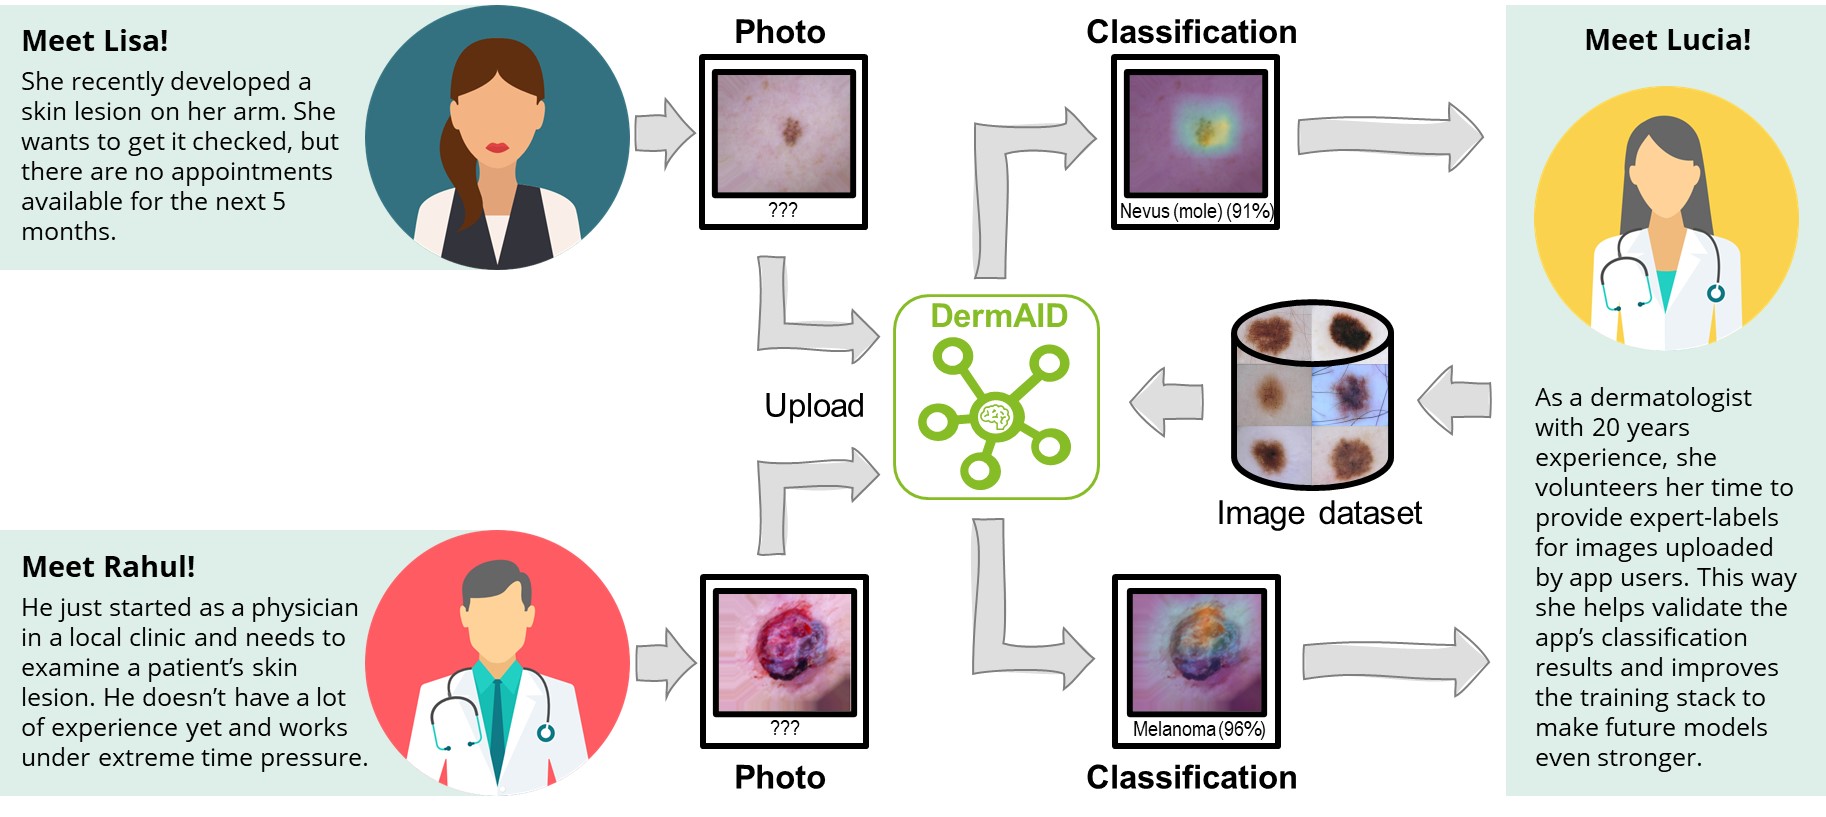 Meet Lisa!
She recently developed a
skin lesion on her arm. She
wants to get it checked, but
there are no appointments
available for the next 5
months.
Photo
???
Classification
Nevus (mole) (91%)
Meet Lucia!
As a dermatologist
with 20 years
experience, she
volunteers her time to
provide expert-labels
for images uploaded
by app users. This way
she helps validate the
app's classification
results and improves
the training stack to
make future models
even stronger.
DermAID
Upload
Image dataset
Meet Rahul!
He just started as a physician
in a local clinic and needs to
examine a patient's skin
lesion. He doesn't have a lot
of experience yet and works
under extreme time pressure.
???
Photo
Melanoma (96%)
Classification